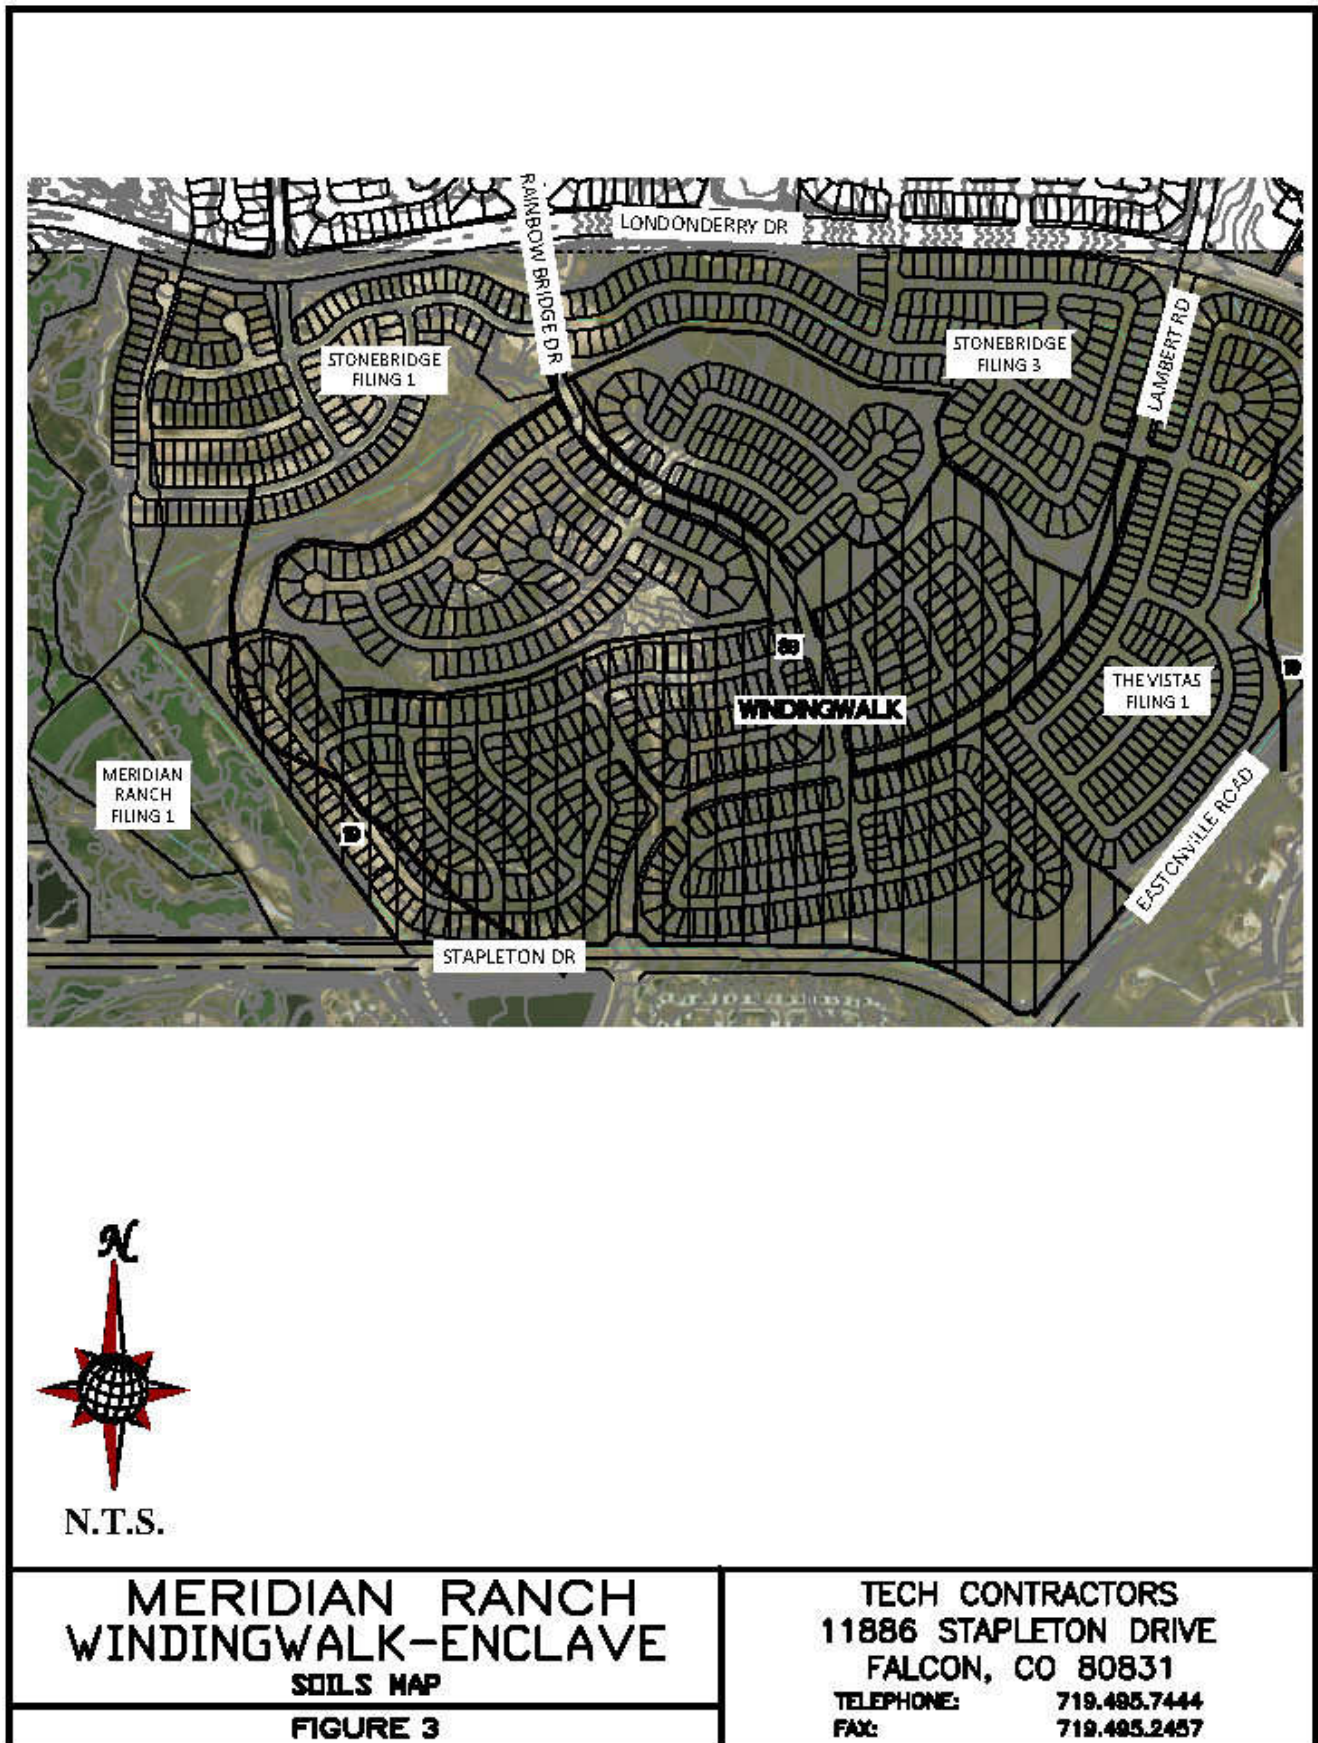 RAINBOW BRIDGE DR
LONDONDERRY DR
LAMBERT RD
STONEBRIDGE
FILING 1
STONEBRIDGE
FILING 3
THE VISTAS
FILING 1
WINDINGWALK
MERIDIAN
RANCH
FILING 1
EASTONVILLE ROAD
STAPLETON DR
N
N.T.S.
MERIDIAN RANCH
WINDINGWALK-ENCLAVE
SOILS MAP
FIGURE 3
TECH CONTRACTORS
11886 STAPLETON DRIVE
FALCON, CO 80831
TELEPHONE: 719.495.7444
FAX: 719.495.2457